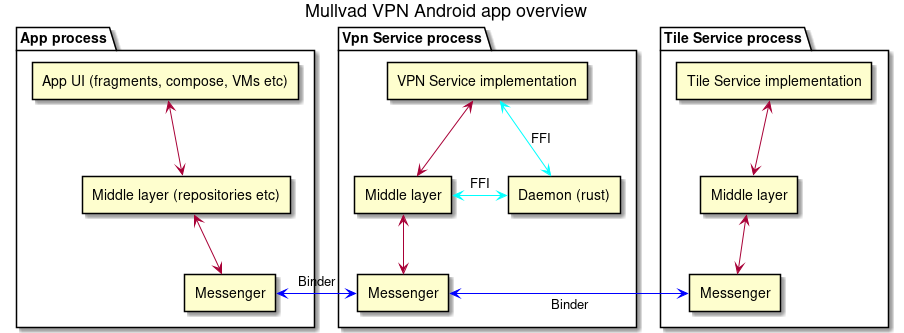 Mullvad VPN Android app overview
App process
Vpn Service process
Tile Service process
App UI (fragments, compose, VMs etc)
VPN Service implementation
Tile Service implementation
FFI
Middle layer (repositories etc)
Middle layer
FFI
Daemon (rust)
Middle layer
Messenger
Binder
Messenger
Binder
Messenger